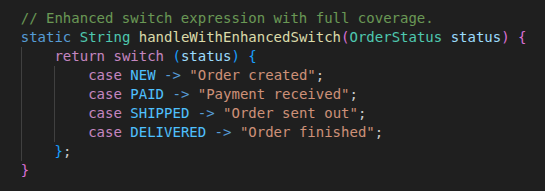 // Enhanced switch expression with full coverage.
static String handleWithEnhancedSwitch(OrderStatus status) {
    return switch (status) {
        case NEW -> "Order created";
        case PAID -> "Payment received";
        case SHIPPED -> "Order sent out";
        case DELIVERED -> "Order finished";
    };
}